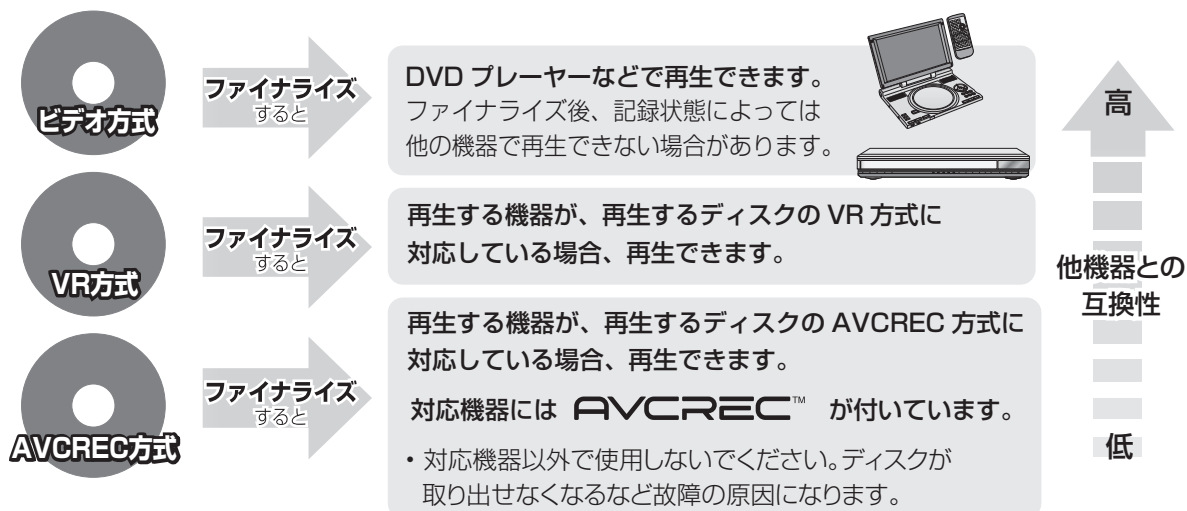 ビデオ方式
ファイナライズ
すると
DVD プレーヤーなどで再生できます。
ファイナライズ後、記録状態によっては
他の機器で再生できない場合があります。
VR方式
ファイナライズ
すると
再生する機器が、再生するディスクの VR 方式に
対応している場合、再生できます。
AVCREC方式
ファイナライズ
すると
再生する機器が、再生するディスクの AVCREC 方式に
対応している場合、再生できます。
対応機器には AVCREC™ が付いています。
・対応機器以外で使用しないでください。ディスクが
取り出せなくなるなど故障の原因になります。
高
他機器との
互換性
低